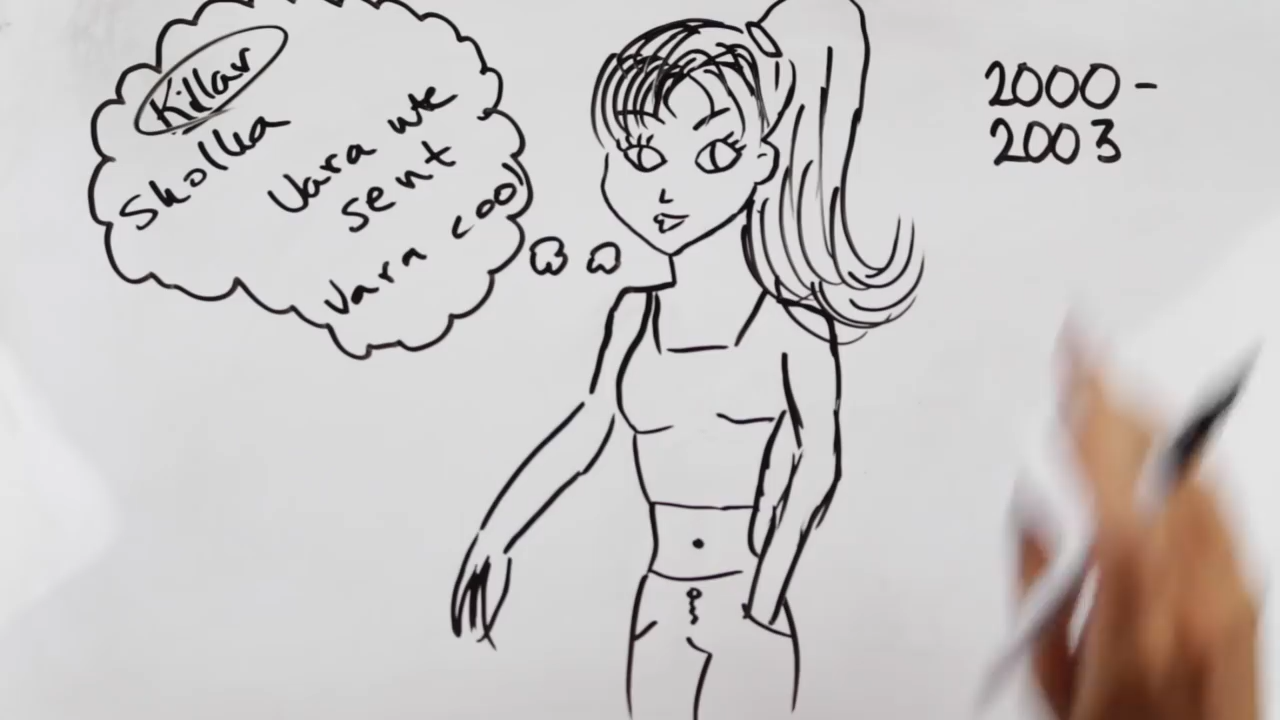 Killar
Skolka
Vara ute
sent
Vara cool
2000 -
2003